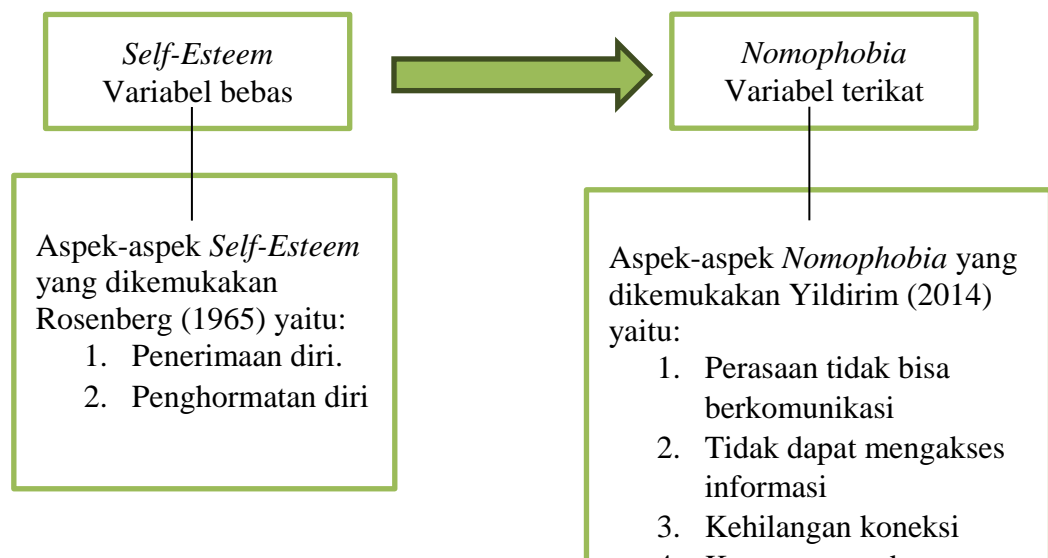 Self-Esteem
Variabel bebas
Nomophobia
Variabel terikat
Aspek-aspek Self-Esteem
yang dikemukakan
Rosenberg (1965) yaitu:
1. Penerimaan diri.
2. Penghormatan diri
Aspek-aspek Nomophobia yang
dikemukakan Yildirim (2014)
yaitu:
1. Perasaan tidak bisa
berkomunikasi
2. Tidak dapat mengakses
informasi
3. Kehilangan koneksi